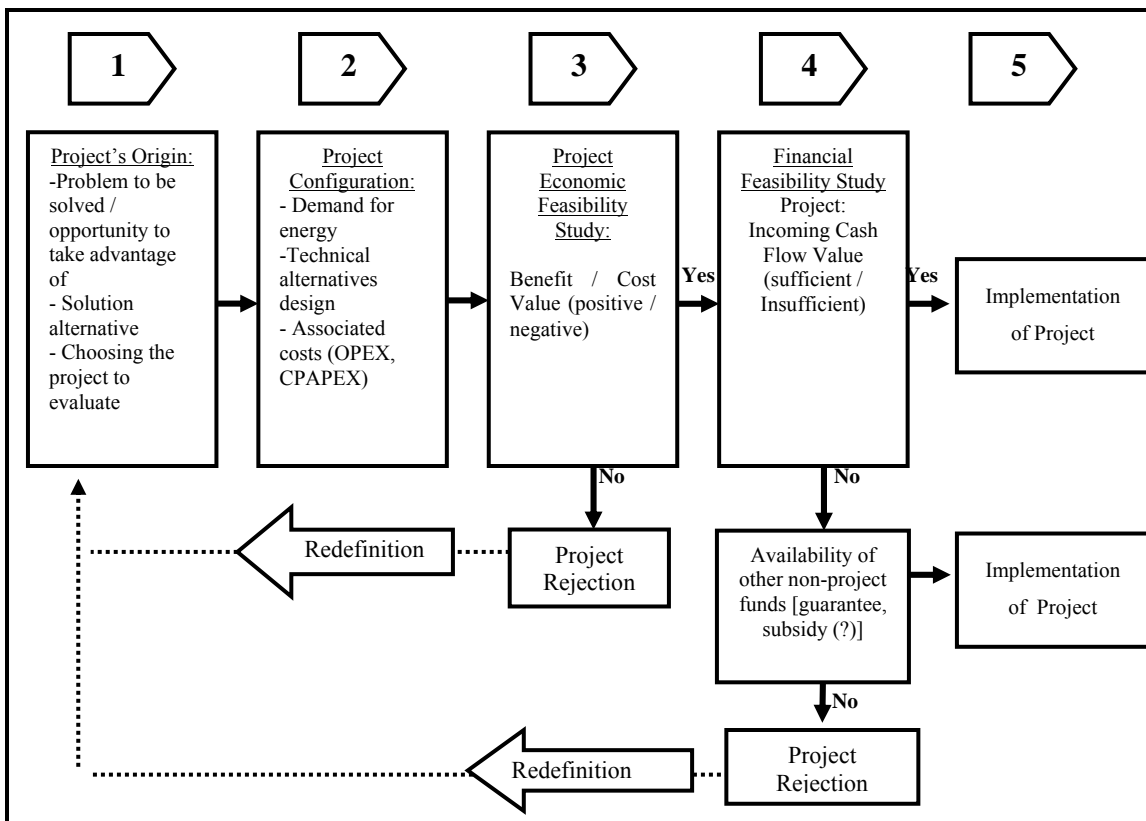 1
2
3
4
5
Project's Origin:
-Problem to be
solved /
opportunity to
take advantage
of
- Solution
alternative
- Choosing the
project to
evaluate
Project
Configuration:
- Demand for
energy
-Technical
alternatives
design
- Associated
costs (OPEX,
CPAPEX)
Project
Economic
Feasibility
Study:
Benefit / Cost
Value (positive /
negative)
Yes
Financial
Feasibility Study
Project:
Incoming Cash
Flow Value
(sufficient /
Insufficient)
Yes
Implementation
of Project
No
No
Redefinition
Project
Rejection
Availability of
other non-project
funds [guarantee,
subsidy (?)]
Implementation
of Project
No
Redefinition
Project
Rejection